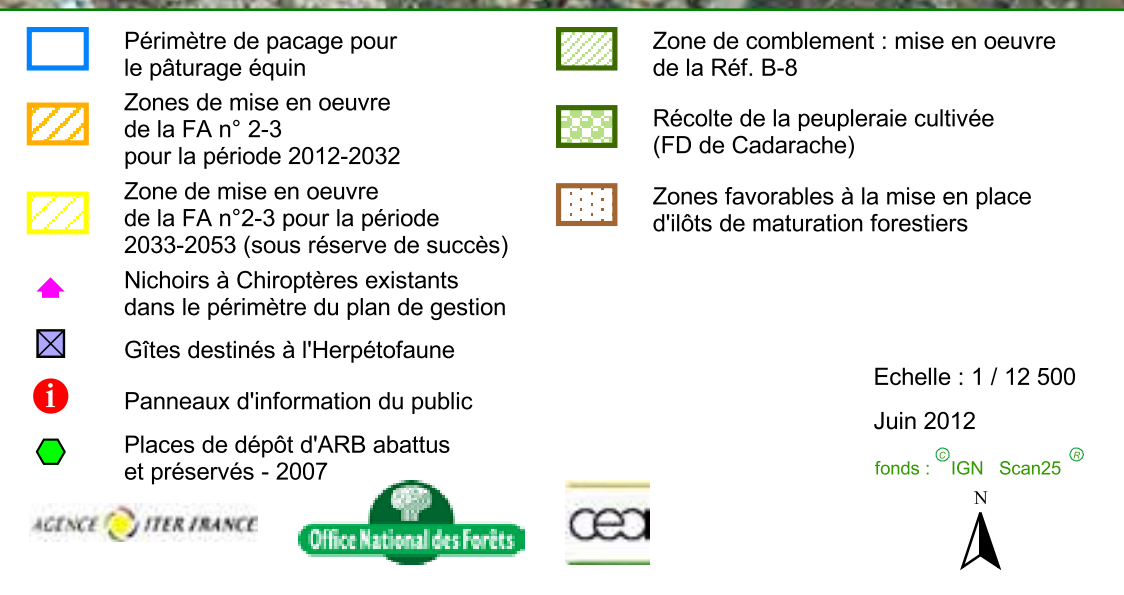 Périmètre de pacage pour
le pâturage équin
Zones de mise en oeuvre
de la FA n° 2-3
pour la période 2012-2032
Zone de mise en oeuvre
de la FA n°2-3 pour la période
2033-2053 (sous réserve de succès)
Nichoirs à Chiroptères existants
dans le périmètre du plan de gestion
Gîtes destinés à l'Herpétofaune
i
Panneaux d'information du public
Places de dépôt d'ARB abattus
et préservés - 2007
Zone de comblement : mise en oeuvre
de la Réf. B-8
Récolte de la peupleraie cultivée
(FD de Cadarache)
Zones favorables à la mise en place
d'ilôts de maturation forestiers
Echelle : 1 / 12 500
Juin 2012
fonds : © IGN Scan25 ®
N
AGENCE ITER FRANCE
Office National des Forêts
cea